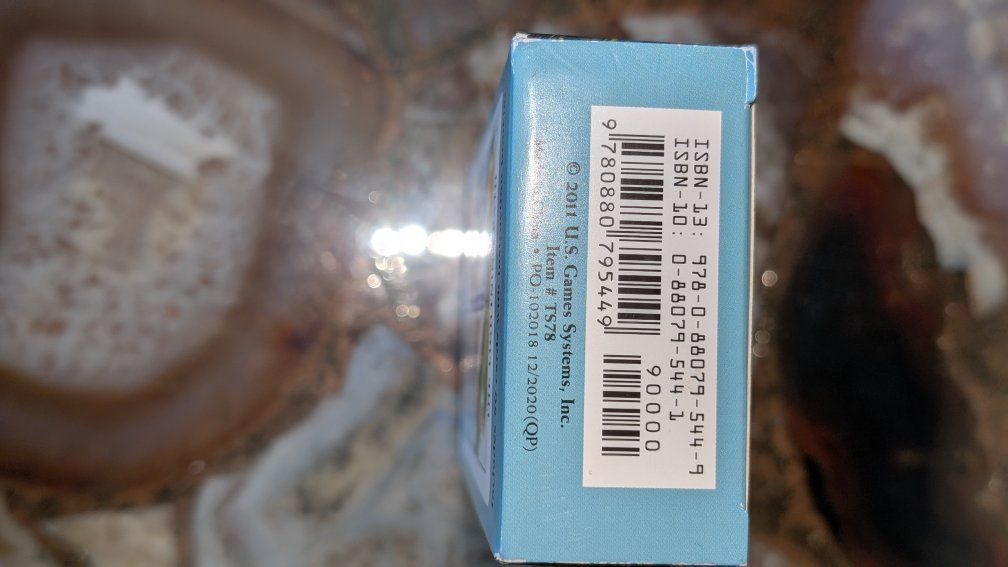 ISBN-13: 978-0-88079-544-9
ISBN-10: 0-88079-544-1
90000
9 780880 795449
© 2011 U.S. Games Systems, Inc.
Item # TS78
PO-102018 12/2020(QP)